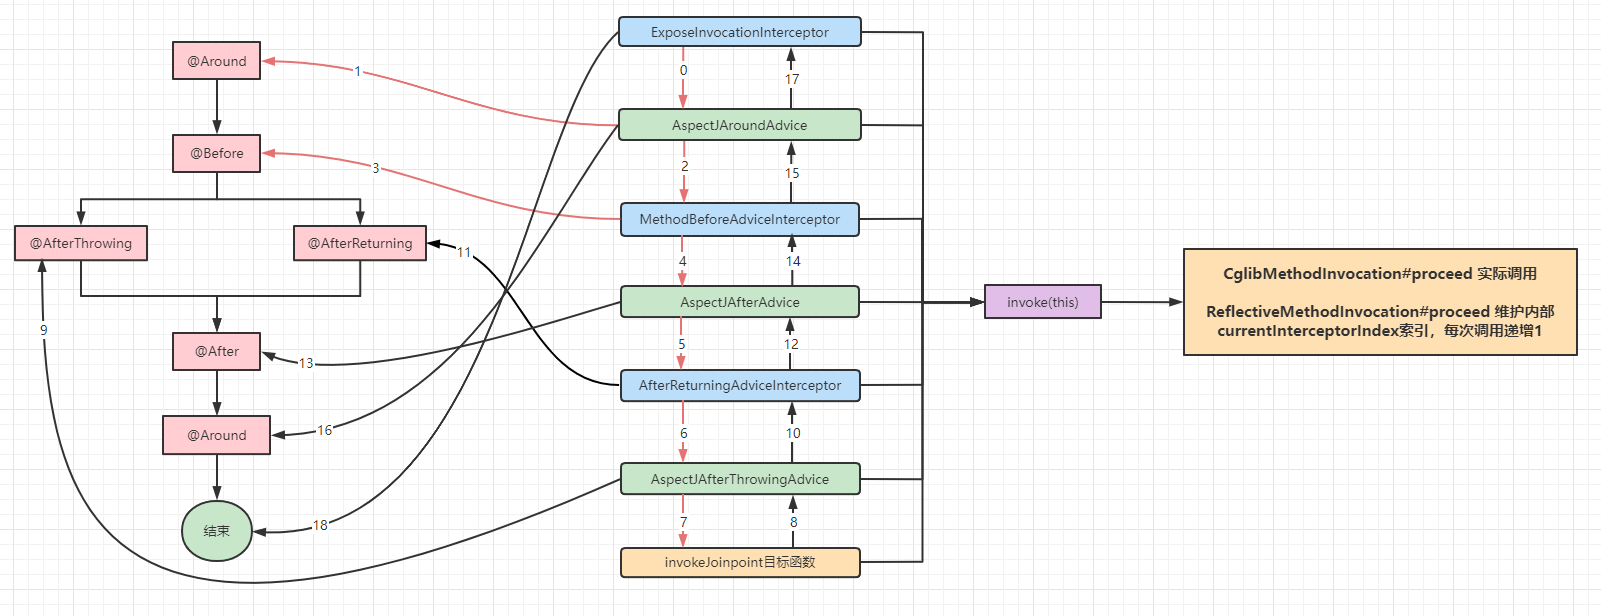 ExposeInvocationInterceptor
@Around
0
17
1
AspectJAroundAdvice
@Before
3
2
15
MethodBeforeAdviceInterceptor
@AfterThrowing
@AfterReturning
11
4
14
CglibMethodInvocation#proceed 实际调用
ReflectiveMethodInvocation#proceed 维护内部
currentInterceptorIndex索引，每次调用递增1
AspectJAfterAdvice
invoke(this)
9
@After
13
5
12
AfterReturningAdviceInterceptor
@Around
16
6
10
AspectJAfterThrowingAdvice
结束
18
7
8
invokeJoinpoint目标函数